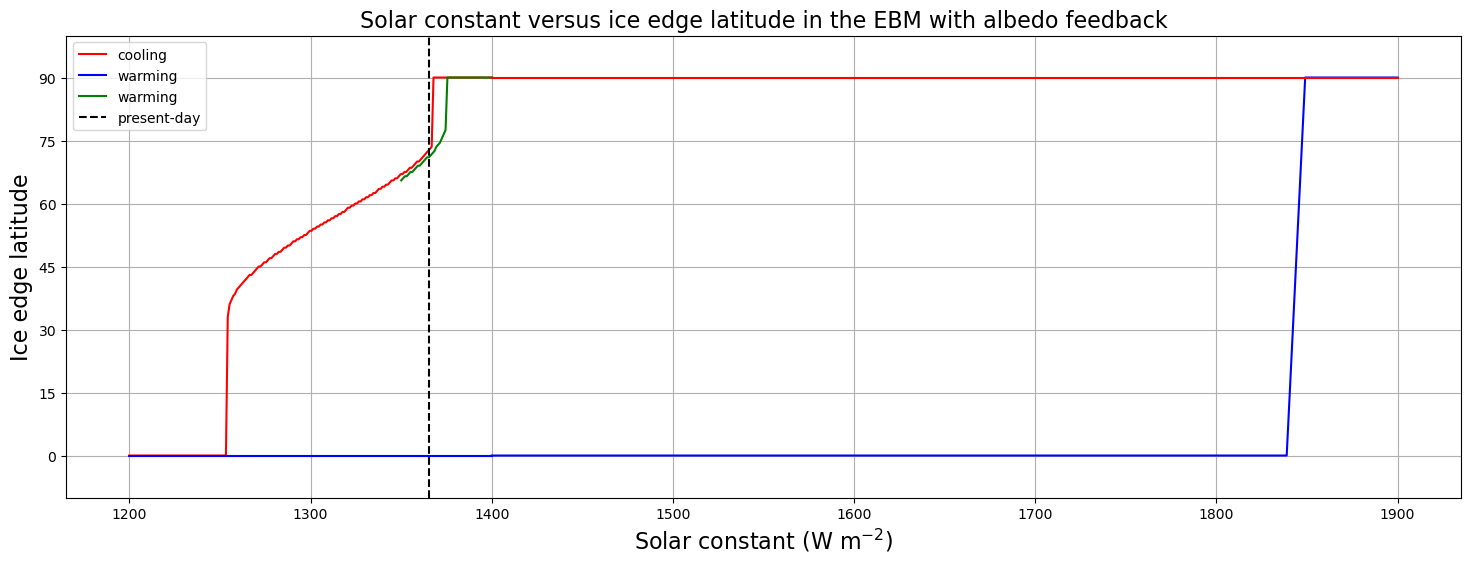 Solar constant versus ice edge latitude in the EBM with albedo feedback
cooling
warming
warming
present-day
Ice edge latitude
90
75
60
45
30
15
0
1200 1300 1400 1500 1600 1700 1800 1900
Solar constant (W m⁻²)